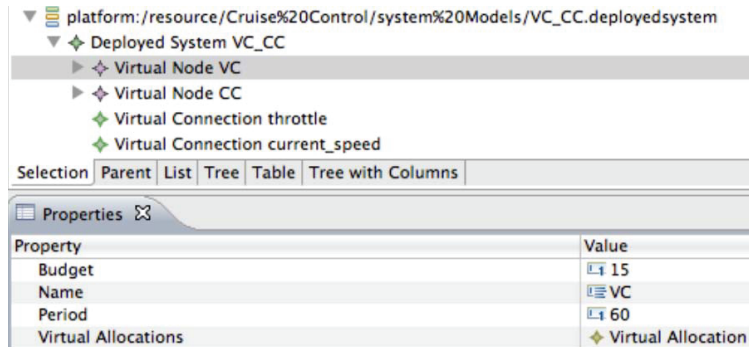 platform:/resource/Cruise%20Control/system%20Models/VC_CC.deployedsystem
Deployed System VC_CC
Virtual Node VC
Virtual Node CC
Virtual Connection throttle
Virtual Connection current_speed
Selection Parent List Tree Table Tree with Columns
Properties
Property Value
Budget 15
Name VC
Period 60
Virtual Allocations Virtual Allocation